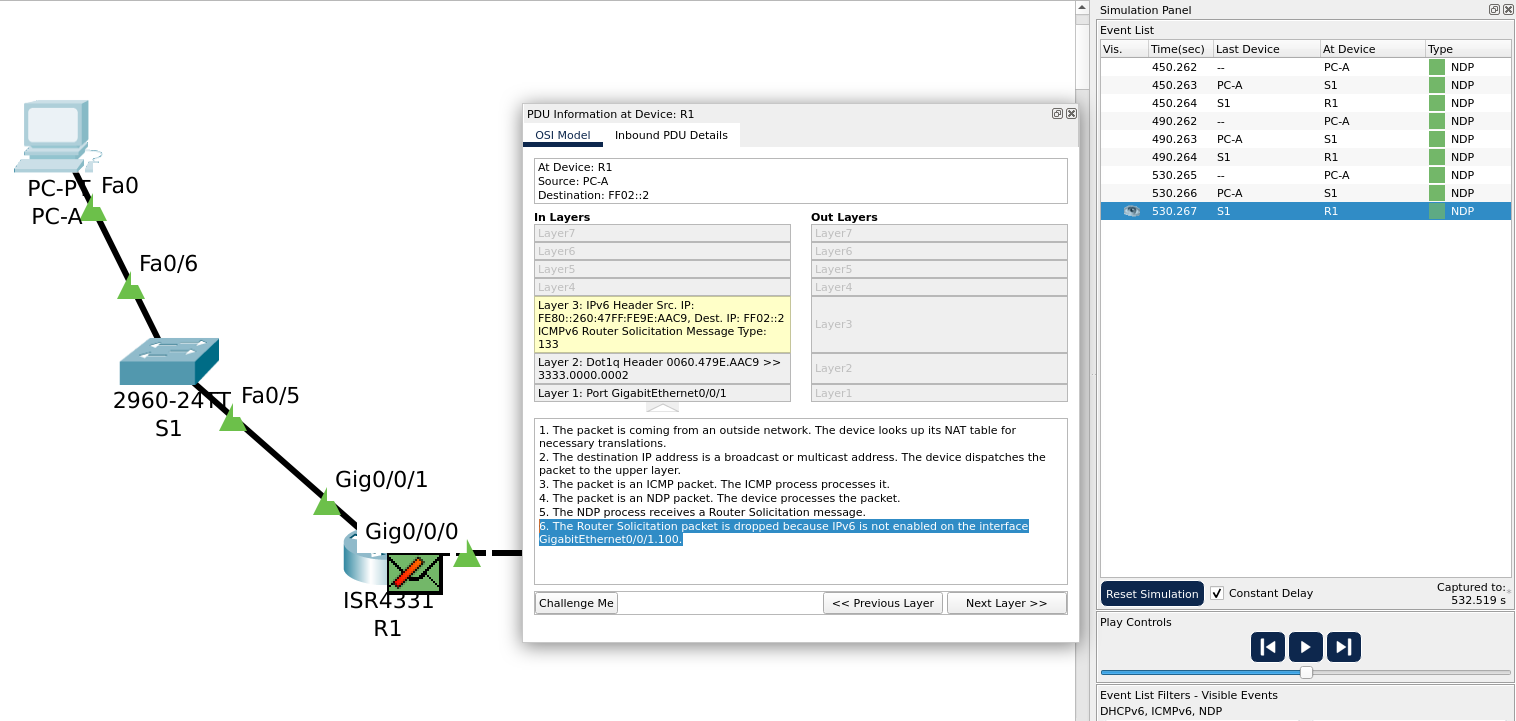 PC-PT
Fa0
PC-A
Fa0/6
2960-24TT
Fa0/5
S1
Gig0/0/1
Gig0/0/0
ISR4331
R1
PDU Information at Device: R1
OSI Model
Inbound PDU Details
At Device: R1
Source: PC-A
Destination: FF02::2
In Layers
Layer7
Layer6
Layer5
Layer4
Layer 3: IPv6 Header Src. IP:
FE80::260:47FF:FE9E:AAC9, Dest. IP: FF02::2
ICMPv6 Router Solicitation Message Type:
133
Layer 2: Dot1q Header 0060.479E.AAC9 >>
3333.0000.0002
Layer 1: Port GigabitEthernet0/0/1
Out Layers
Layer7
Layer6
Layer5
Layer4
Layer3
Layer2
Layer1
1. The packet is coming from an outside network. The device looks up its NAT table for
necessary translations.
2. The destination IP address is a broadcast or multicast address. The device dispatches the
packet to the upper layer.
3. The packet is an ICMP packet. The ICMP process processes it.
4. The packet is an NDP packet. The device processes the packet.
5. The NDP process receives a Router Solicitation message.
6. The Router Solicitation packet is dropped because IPv6 is not enabled on the interface
GigabitEthernet0/0/1.100.
Challenge Me
<< Previous Layer
Next Layer >>
Simulation Panel
Event List
Vis. Time(sec) Last Device At Device Type
450.262 -- PC-A NDP
450.263 PC-A S1 NDP
450.264 S1 R1 NDP
490.262 -- PC-A NDP
490.263 PC-A S1 NDP
490.264 S1 R1 NDP
530.265 -- PC-A NDP
530.266 PC-A S1 NDP
530.267 S1 R1 NDP
Reset Simulation
Constant Delay
Captured to:
532.519 s
Play Controls
Event List Filters - Visible Events
DHCPv6, ICMPv6, NDP